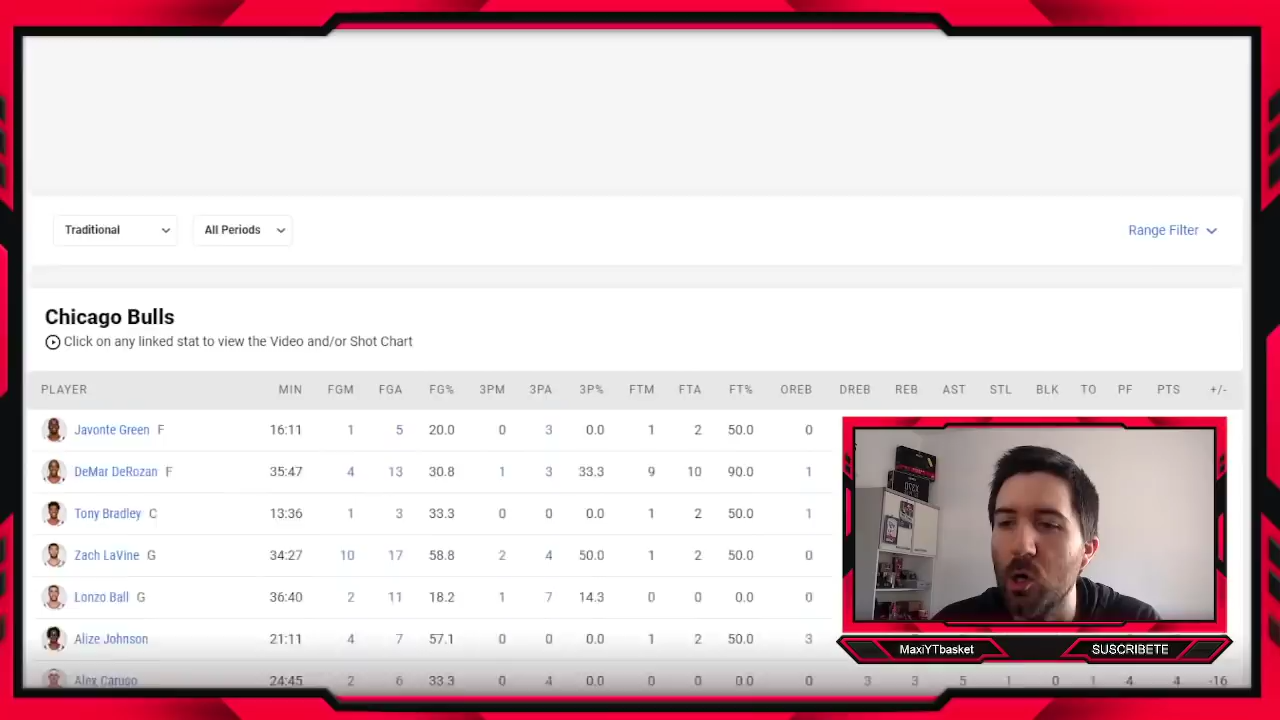 Traditional All Periods Range Filter
Chicago Bulls
Click on any linked stat to view the Video and/or Shot Chart
PLAYER MIN FGM FGA FG% 3PM 3PA 3P% FTM FTA FT% OREB DREB REB AST STL BLK TO PF PTS +/-
Javonte Green F 16:11 1 5 20.0 0 3 0.0 1 2 50.0 0
DeMar DeRozan F 35:47 4 13 30.8 1 3 33.3 9 10 90.0 1
Tony Bradley C 13:36 1 3 33.3 0 0 0.0 1 2 50.0 1
Zach LaVine G 34:27 10 17 58.8 2 4 50.0 1 2 50.0 0
Lonzo Ball G 36:40 2 11 18.2 1 7 14.3 0 0 0.0 0
Alize Johnson 21:11 4 7 57.1 0 0 0.0 1 2 50.0 3
MaxiYTbasket SUSCRIBETE
Alex Caruso 24:45 2 6 33.3 0 4 0.0 0 0 0.0 0 3 3 5 1 0 1 4 4 -16